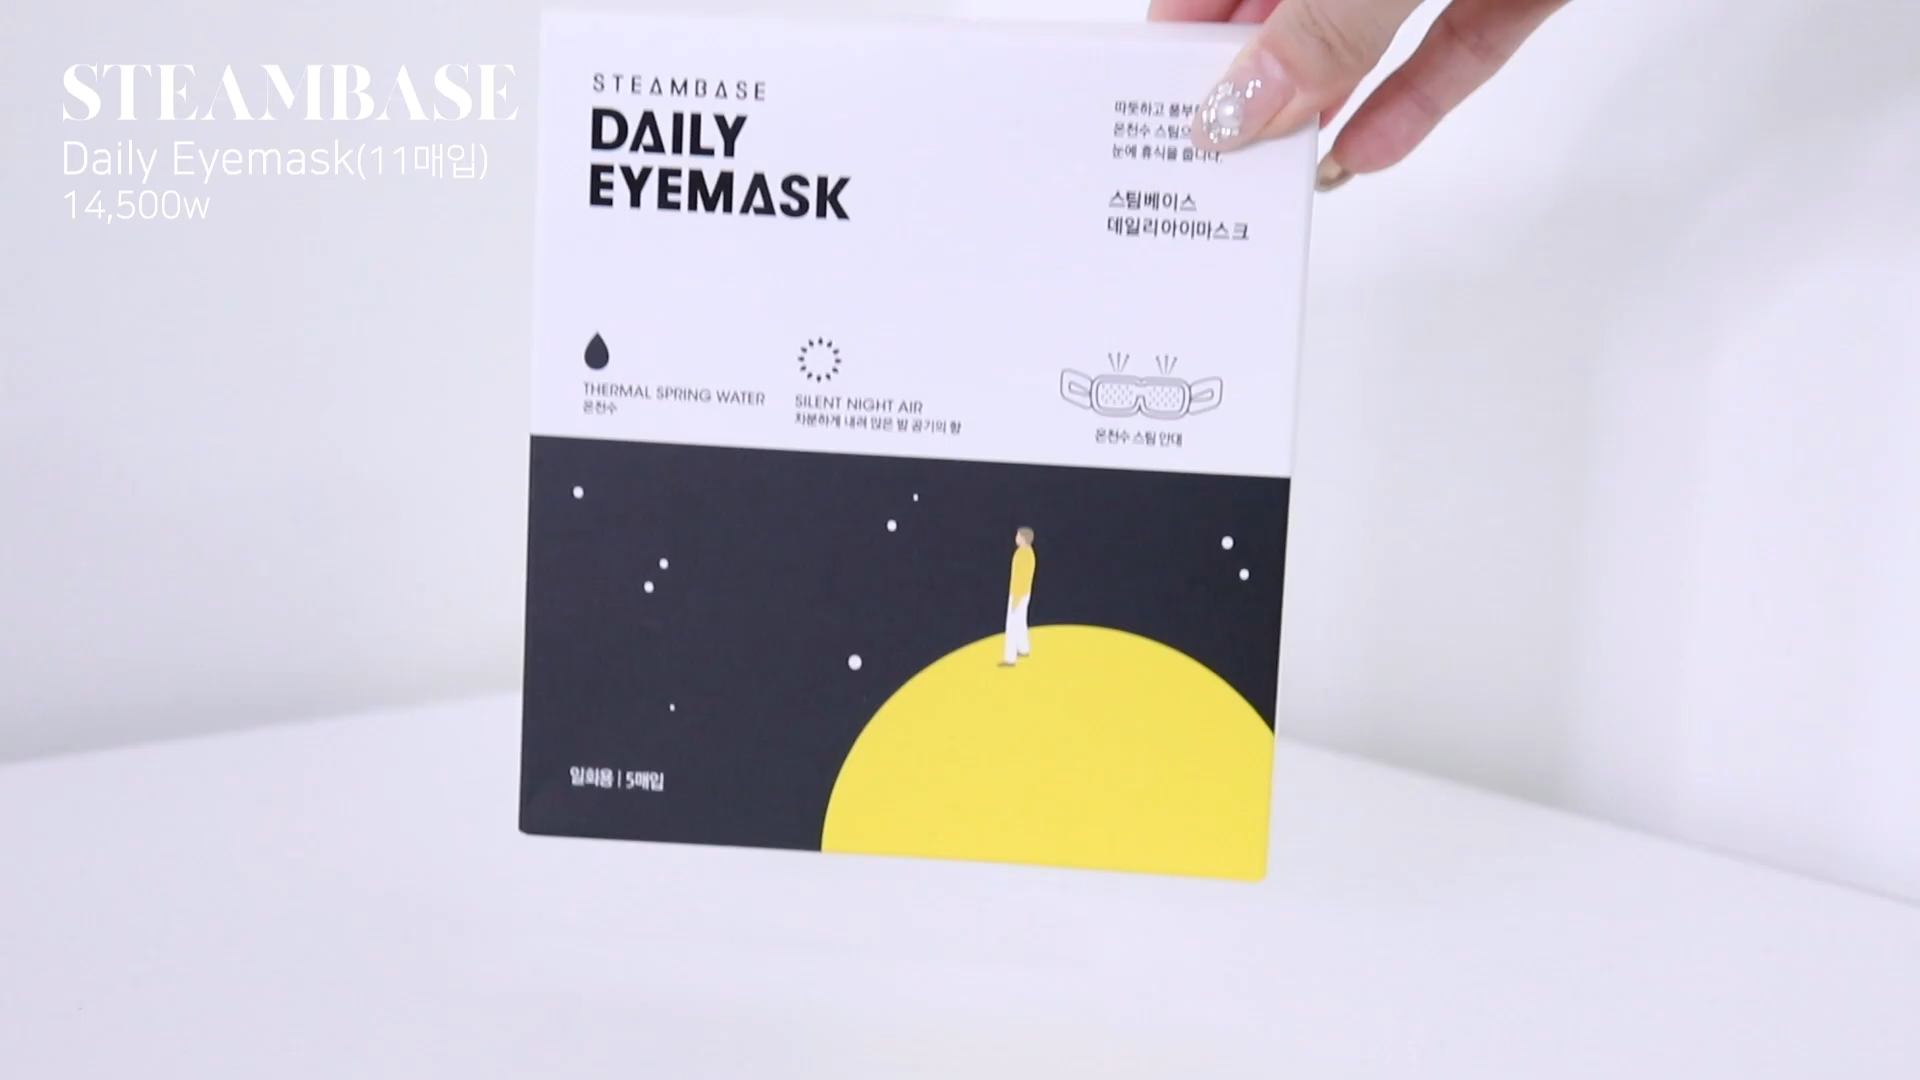 STEAMBASE
Daily Eyemask(11매입)
14,500w
STEAMBASE
DAILY
EYEMASK
따뜻하고
온천수 스팀으
눈에 휴식을 줍니다.
스팀베이스
데일리아이마스크
THERMAL SPRING WATER
온천수
SILENT NIGHT AIR
차분하게 내려 앉은 밤 공기의 향
온천수 스팀 안대
일회용 | 5매입